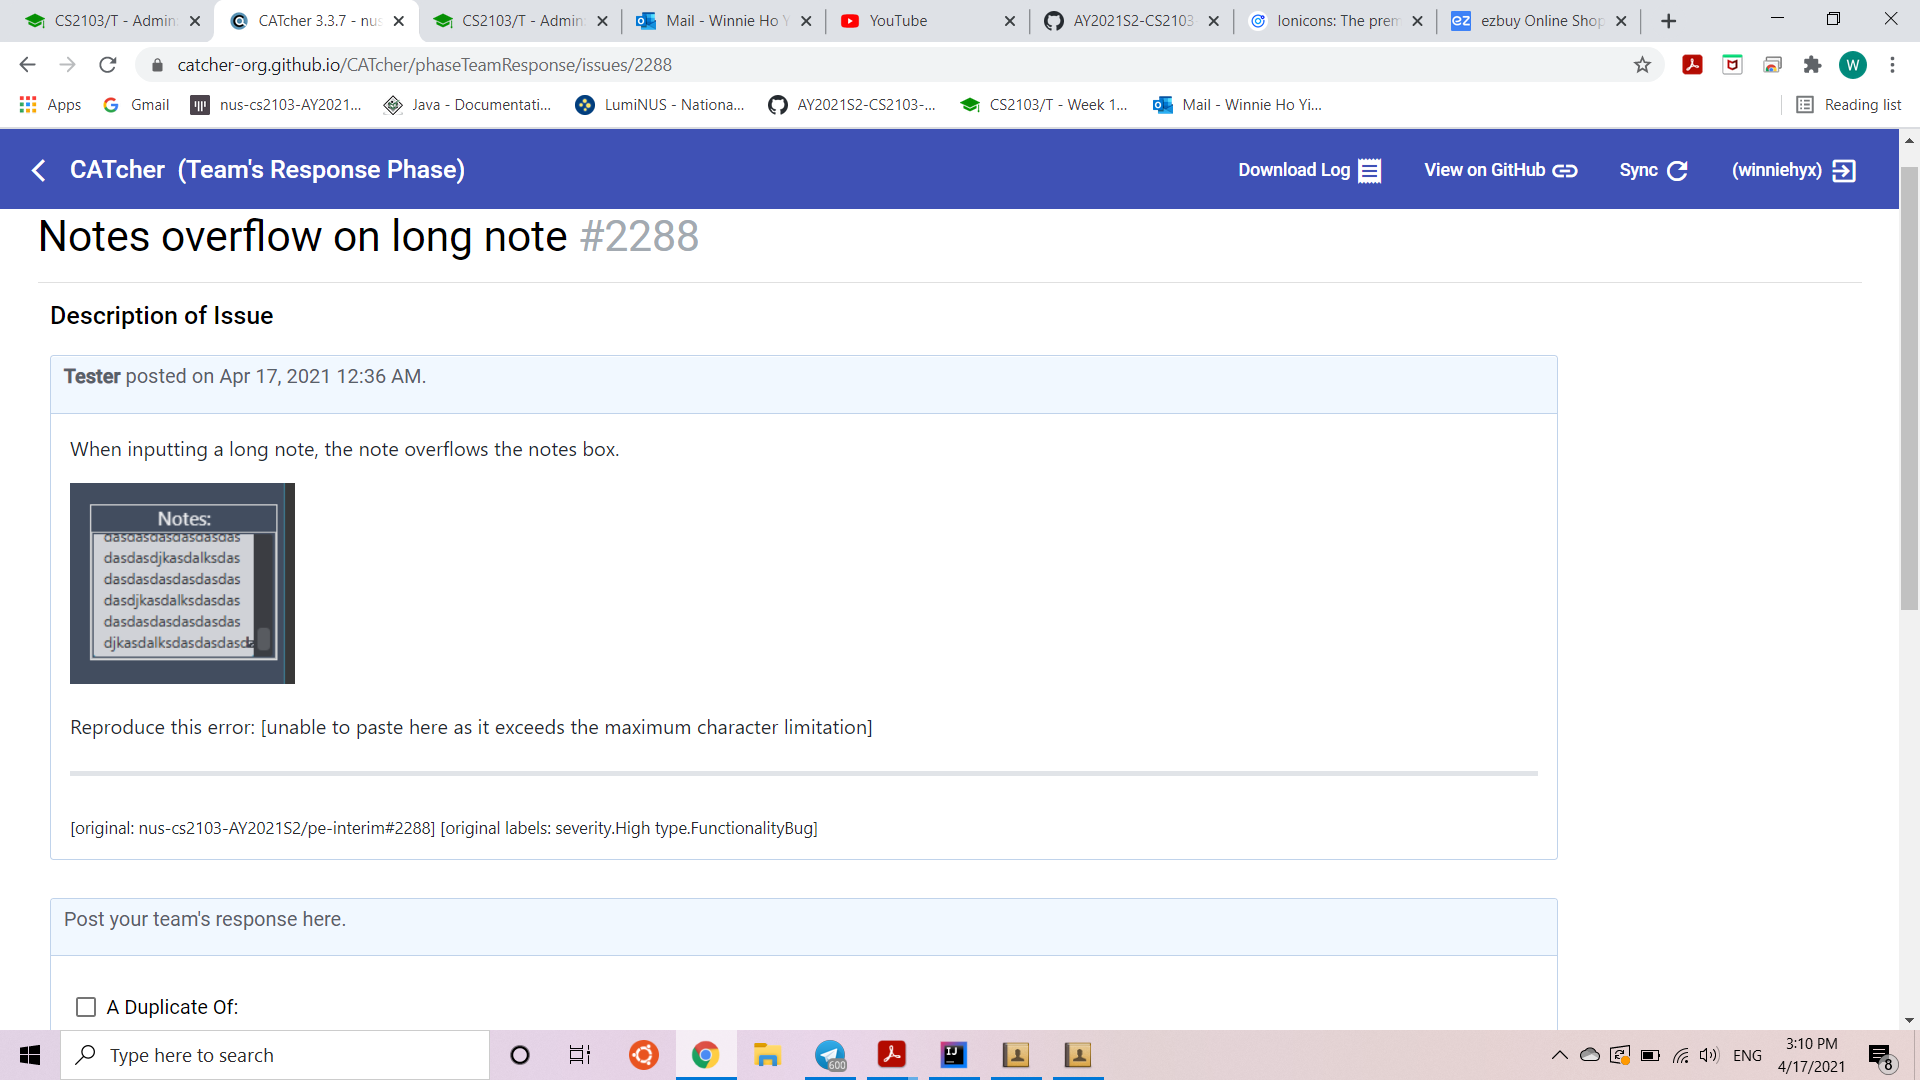 CS2103/T - Admin
CATcher 3.3.7 - nus
CS2103/T - Admin
Mail - Winnie Ho Y
YouTube
AY2021S2-CS2103
Ionicons: The prem
ezbuy Online Shop
catcher-org.github.io/CATcher/phaseTeamResponse/issues/2288
W
Apps
Gmail
nus-cs2103-AY2021...
Java - Documentati...
LumiNUS - Nationa...
AY2021S2-CS2103-...
CS2103/T - Week 1...
Mail - Winnie Ho Yi...
Reading list
CATcher (Team's Response Phase)
Download Log
View on GitHub
Sync
(winniehyx)
Notes overflow on long note #2288
Description of Issue
Tester posted on Apr 17, 2021 12:36 AM.
When inputting a long note, the note overflows the notes box.
Notes:
dasdasdasdasdasdas
dasdasdjkasdalksdas
dasdasdasdasdasdas
dasdjkasdalksdasdas
dasdasdasdasdasdas
djkasdalksdasdasdasda
Reproduce this error: [unable to paste here as it exceeds the maximum character limitation]
[original: nus-cs2103-AY2021S2/pe-interim#2288] [original labels: severity.High type.FunctionalityBug]
Post your team's response here.
A Duplicate Of:
Type here to search
600
IJ
ENG
3:10 PM
4/17/2021
8